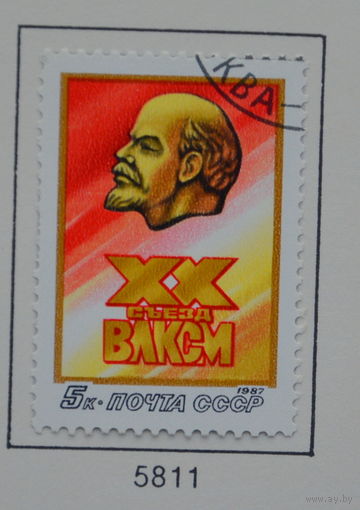 КВА
XX
СЪЕЗД
ВЛКСМ
1987
5к·ПОЧТА СССР
5811
www.ay.by